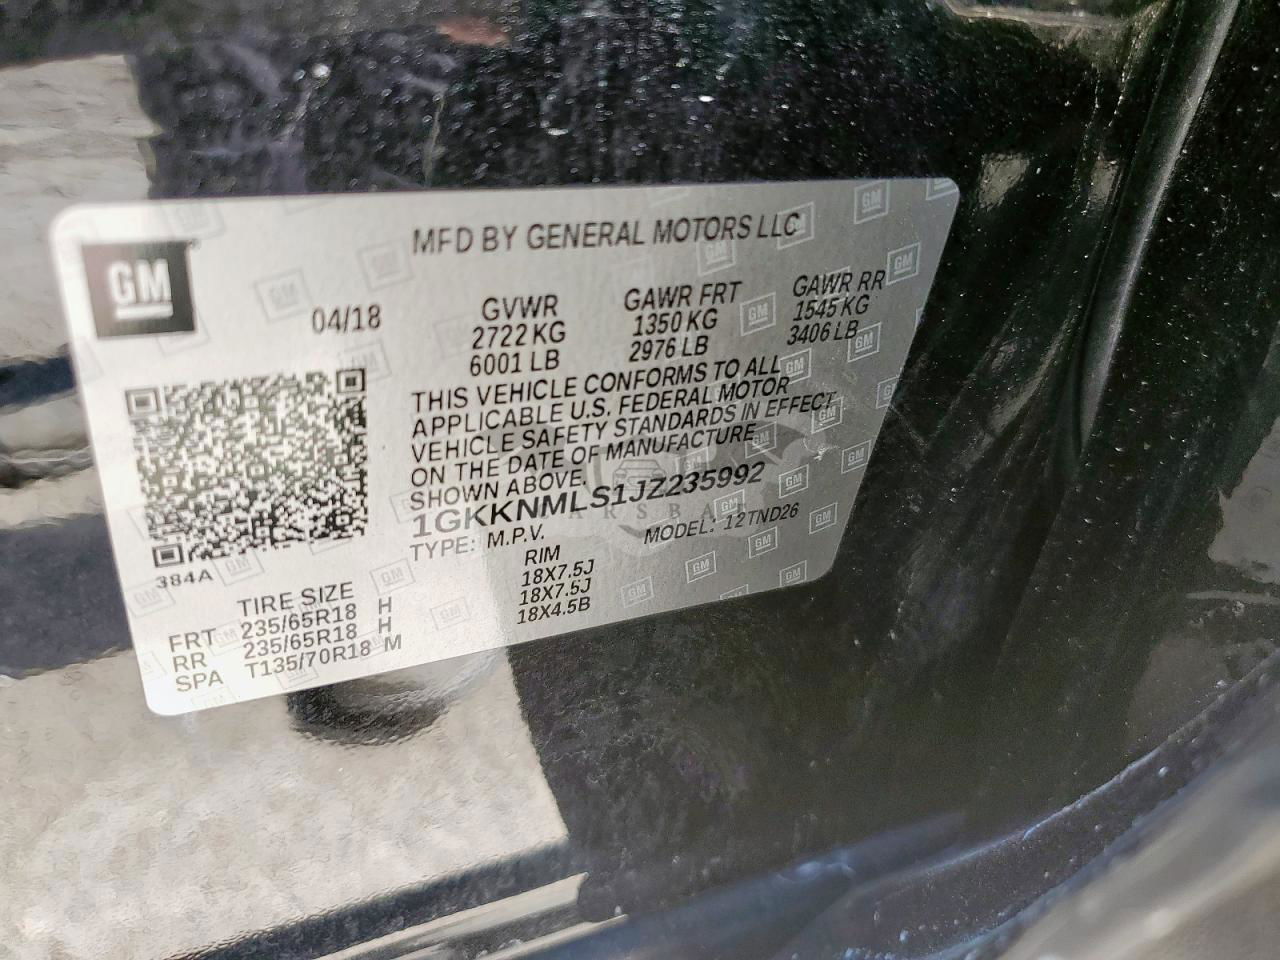 GM
MFD BY GENERAL MOTORS LLC
04/18
GVWR GAWR FRT GAWR RR
2722 KG 1350 KG 1545 KG
6001 LB 2976 LB 3406 LB
THIS VEHICLE CONFORMS TO ALL
APPLICABLE U.S. FEDERAL MOTOR
VEHICLE SAFETY STANDARDS IN EFFECT
ON THE DATE OF MANUFACTURE
SHOWN ABOVE.
1GKKNMLS1JZ235992
TYPE: M.P.V. MODEL: 12TND26
384A
TIRE SIZE RIM
FRT 235/65R18 H 18X7.5J
RR 235/65R18 H 18X7.5J
SPA T135/70R18 M 18X4.5B